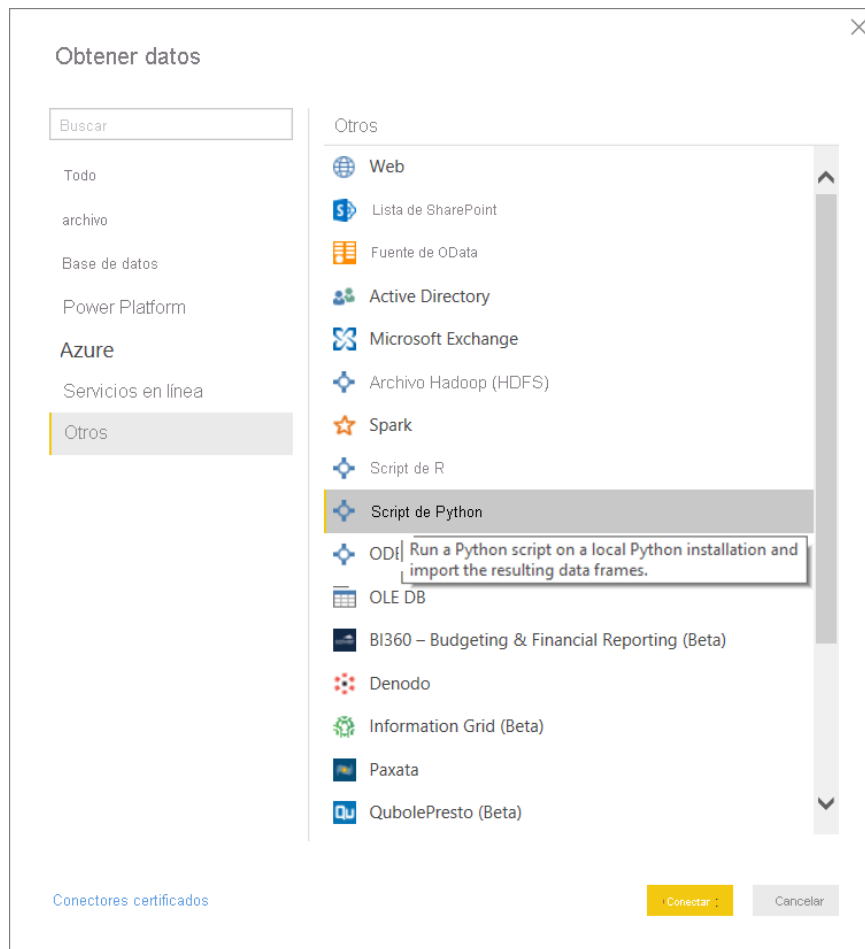 Obtener datos
Buscar
Todo
archivo
Base de datos
Power Platform
Azure
Servicios en línea
Otros
Otros
Web
Lista de SharePoint
Fuente de OData
Active Directory
Microsoft Exchange
Archivo Hadoop (HDFS)
Spark
Script de R
Script de Python
Run a Python script on a local Python installation and
import the resulting data frames.
OLE DB
BI360 – Budgeting & Financial Reporting (Beta)
Denodo
Information Grid (Beta)
Paxata
QubolePresto (Beta)
Conectores certificados
Conectar
Cancelar